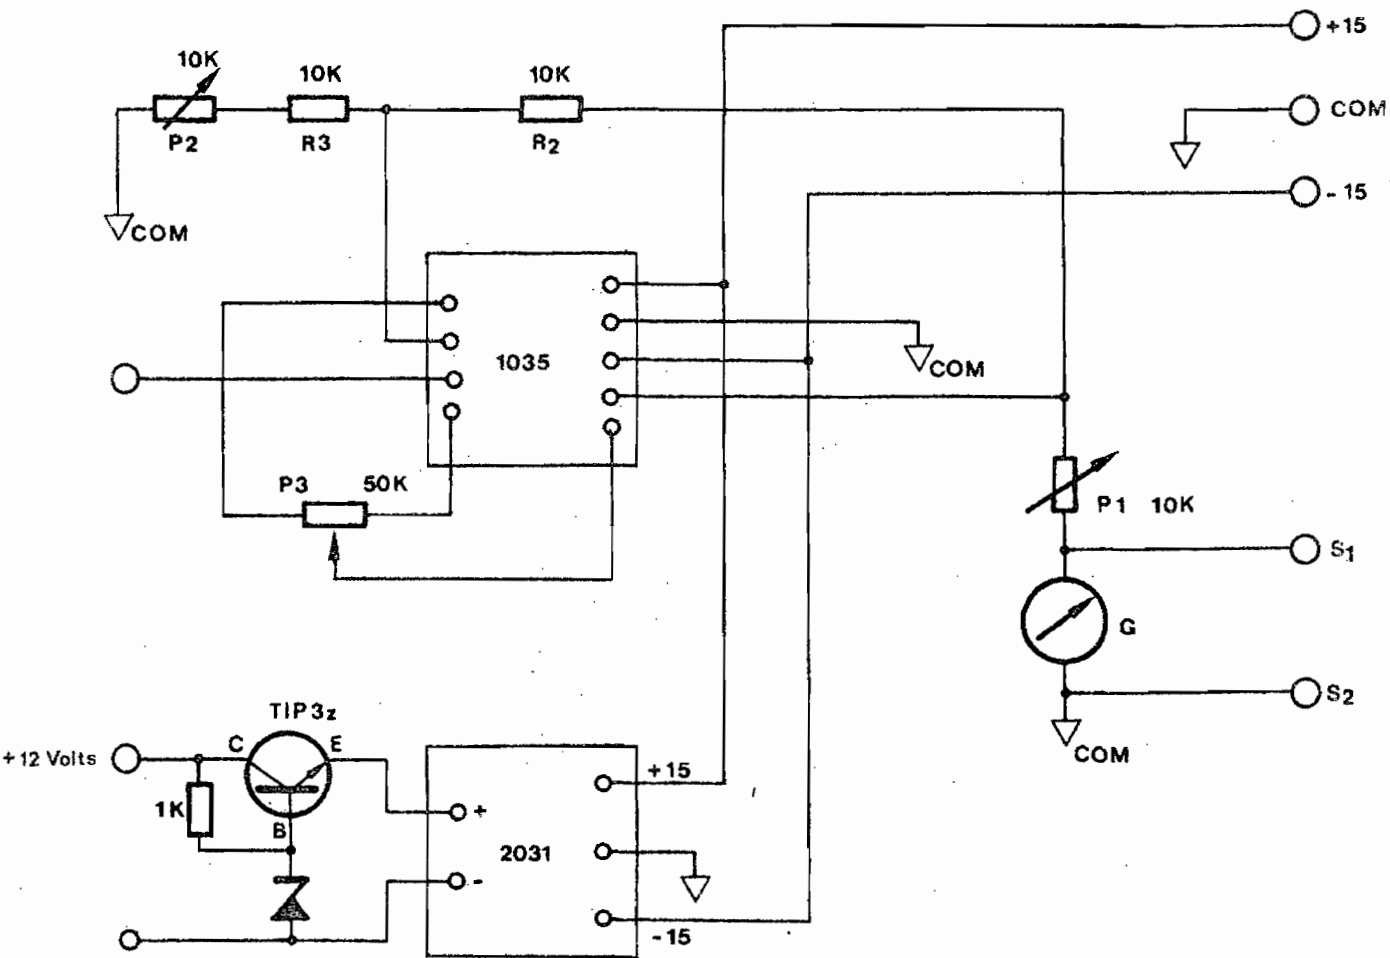 +15
10K
10K
10K
COM
P2
R3
R2
- 15
COM
1035
COM
P3
50K
P1 10K
S1
G
S2
TIP3z
C
E
+12 Volts
COM
+15
1K
+
B
2031
-
-15